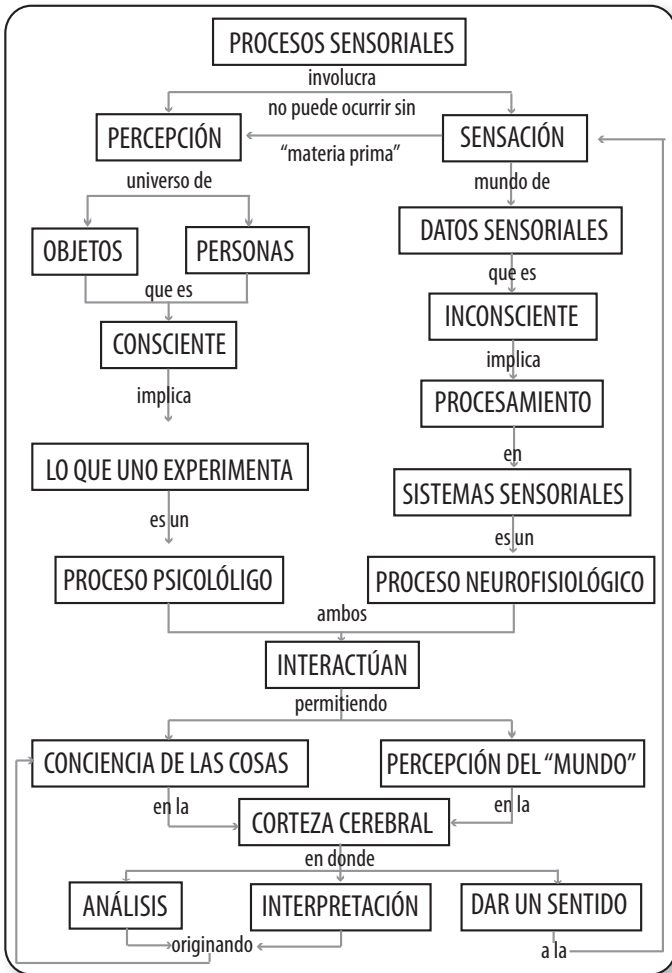 PROCESOS SENSORIALES
involucra
no puede ocurrir sin
PERCEPCIÓN
SENSACIÓN
“materia prima”
universo de
mundo de
OBJETOS
PERSONAS
DATOS SENSORIALES
que es
que es
CONSCIENTE
INCONSCIENTE
implica
implica
PROCESAMIENTO
en
LO QUE UNO EXPERIMENTA
SISTEMAS SENSORIALES
es un
es un
PROCESO PSICOLÓLIGO
PROCESO NEUROFISIOLÓGICO
ambos
INTERACTÚAN
permitiendo
CONCIENCIA DE LAS COSAS
PERCEPCIÓN DEL “MUNDO”
en la
en la
CORTEZA CEREBRAL
en donde
ANÁLISIS
INTERPRETACIÓN
DAR UN SENTIDO
originando
a la